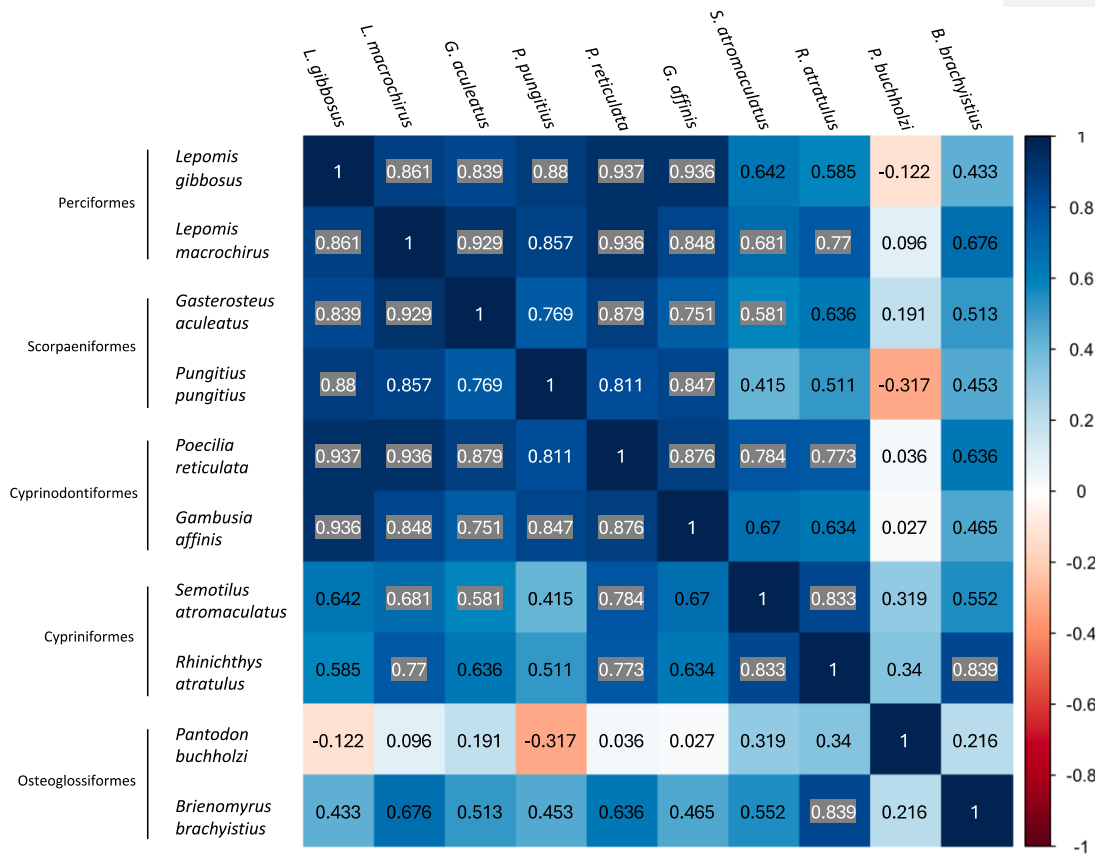 L. gibbosus
L. macrochirus
G. aculeatus
P. pungitius
P. reticulata
G. affinis
S. atromaculatus
R. atratulus
P. buchholzi
B. brachyistius
Perciformes
Lepomis
gibbosus
1 0.861 0.839 0.88 0.937 0.936 0.642 0.585 -0.122 0.433
Lepomis
macrochirus
0.861 1 0.929 0.857 0.936 0.848 0.681 0.77 0.096 0.676
Scorpaeniformes
Gasterosteus
aculeatus
0.839 0.929 1 0.769 0.879 0.751 0.581 0.636 0.191 0.513
Pungitius
pungitius
0.88 0.857 0.769 1 0.811 0.847 0.415 0.511 -0.317 0.453
Cyprinodontiformes
Poecilia
reticulata
0.937 0.936 0.879 0.811 1 0.876 0.784 0.773 0.036 0.636
Gambusia
affinis
0.936 0.848 0.751 0.847 0.876 1 0.67 0.634 0.027 0.465
Cypriniformes
Semotilus
atromaculatus
0.642 0.681 0.581 0.415 0.784 0.67 1 0.833 0.319 0.552
Rhinichthys
atratulus
0.585 0.77 0.636 0.511 0.773 0.634 0.833 1 0.34 0.839
Osteoglossiformes
Pantodon
buchholzi
-0.122 0.096 0.191 -0.317 0.036 0.027 0.319 0.34 1 0.216
Brienomyrus
brachyistius
0.433 0.676 0.513 0.453 0.636 0.465 0.552 0.839 0.216 1
1
0.8
0.6
0.4
0.2
0
-0.2
-0.4
-0.6
-0.8
-1